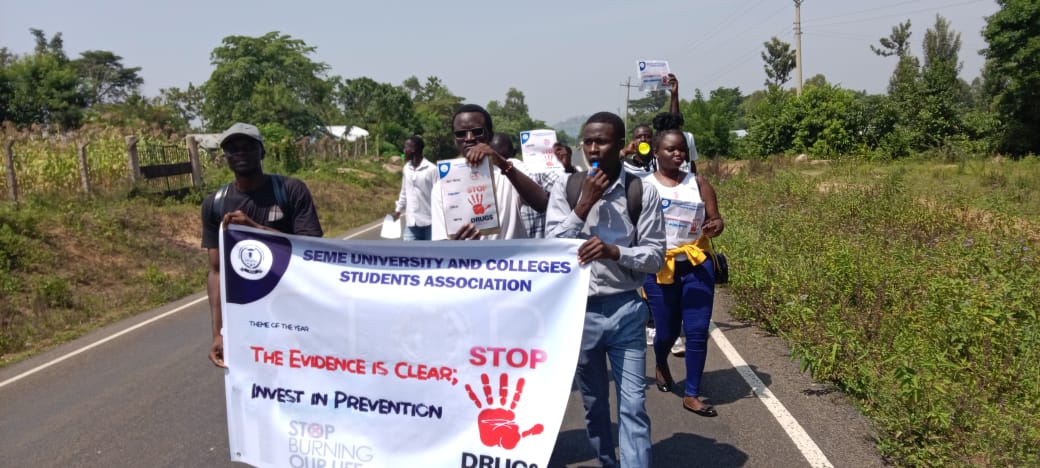 SEME UNIVERSITY AND COLLEGES
STUDENTS ASSOCIATION
THEME OF THE YEAR
THE EVIDENCE IS CLEAR;
INVEST IN PREVENTION
STOP
DRUGS
STOP
BURNING
OUR LIFE
STOP
DRUGS